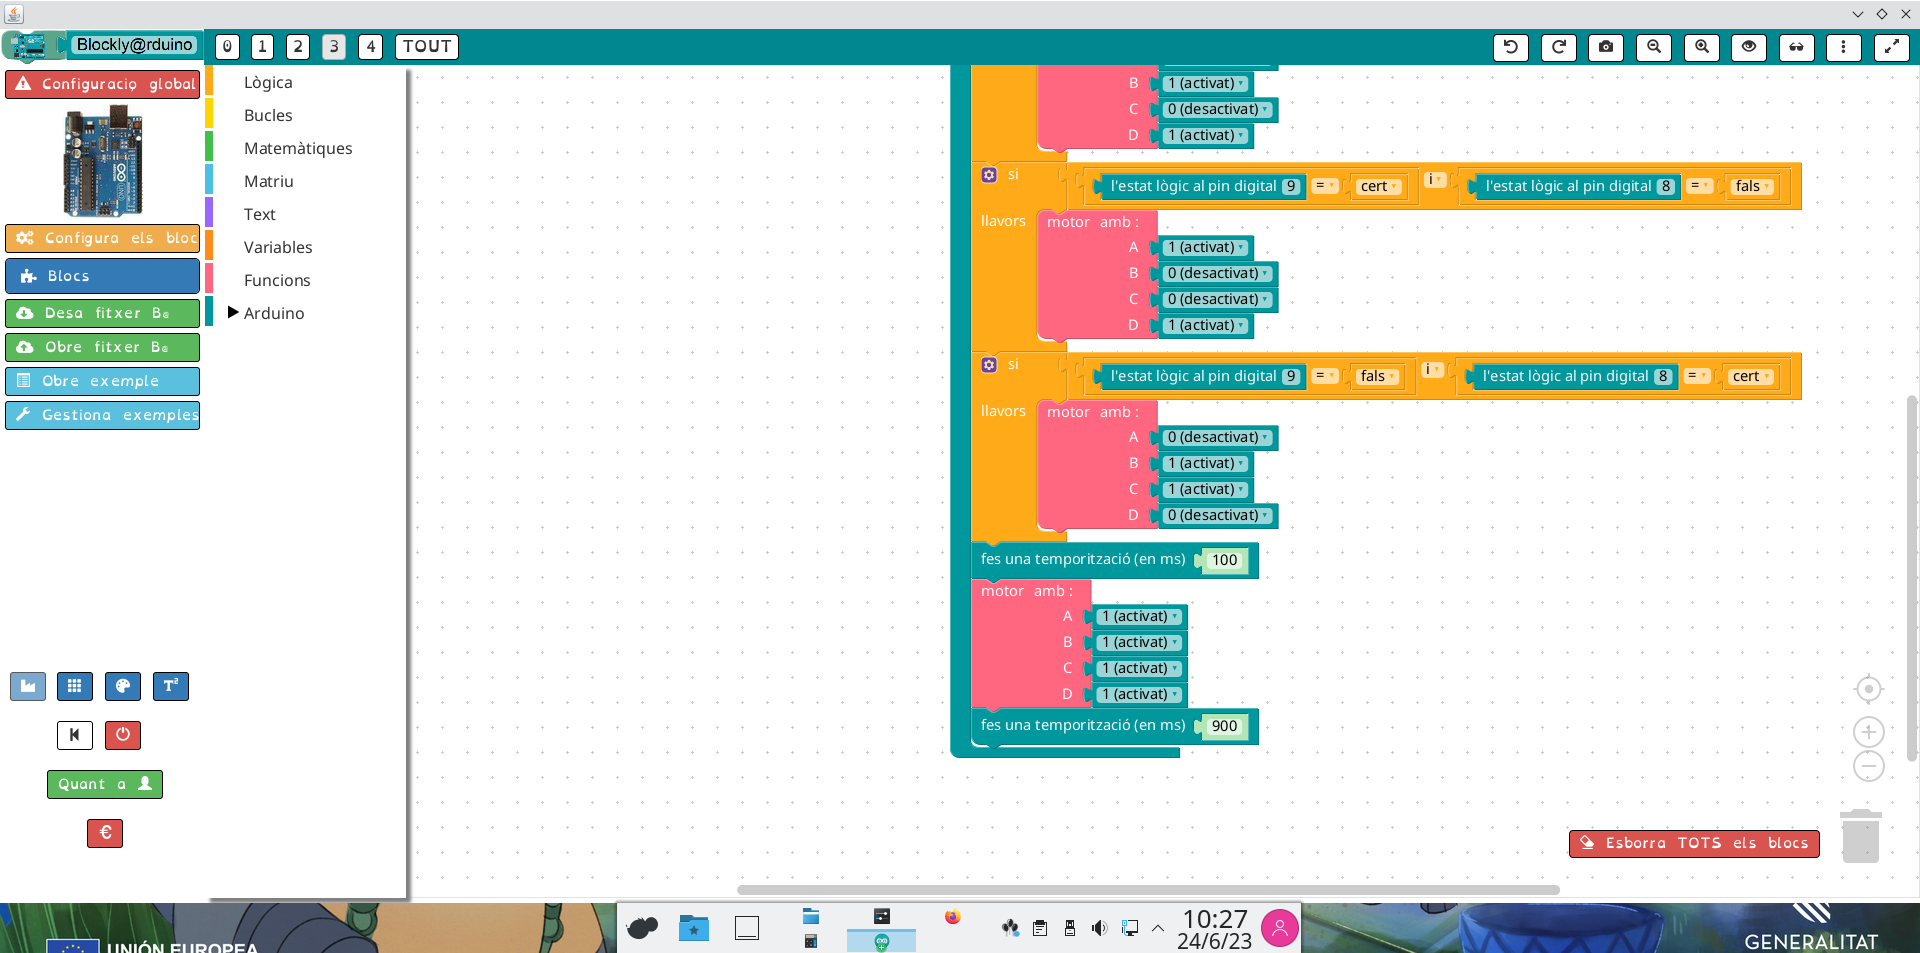 Blockly@rduino
0 1 2 3 4 TOUT
Configuració global
Configura els bloc
Blocs
Desa fitxer B@
Obre fitxer B@
Obre exemple
Gestiona exemples
Quant a
€
Lògica
Bucles
Matemàtiques
Matriu
Text
Variables
Funcions
Arduino
B 1 (activat)
C 0 (desactivat)
D 1 (activat)
si l'estat lògic al pin digital 9 = cert i l'estat lògic al pin digital 8 = fals
llavors motor amb :
A 1 (activat)
B 0 (desactivat)
C 0 (desactivat)
D 1 (activat)
si l'estat lògic al pin digital 9 = fals i l'estat lògic al pin digital 8 = cert
llavors motor amb :
A 0 (desactivat)
B 1 (activat)
C 1 (activat)
D 0 (desactivat)
fes una temporització (en ms) 100
motor amb :
A 1 (activat)
B 1 (activat)
C 1 (activat)
D 1 (activat)
fes una temporització (en ms) 900
Esborra TOTS els blocs
10:27
24/6/23
UNIÓN EUROPEA
GENERALITAT